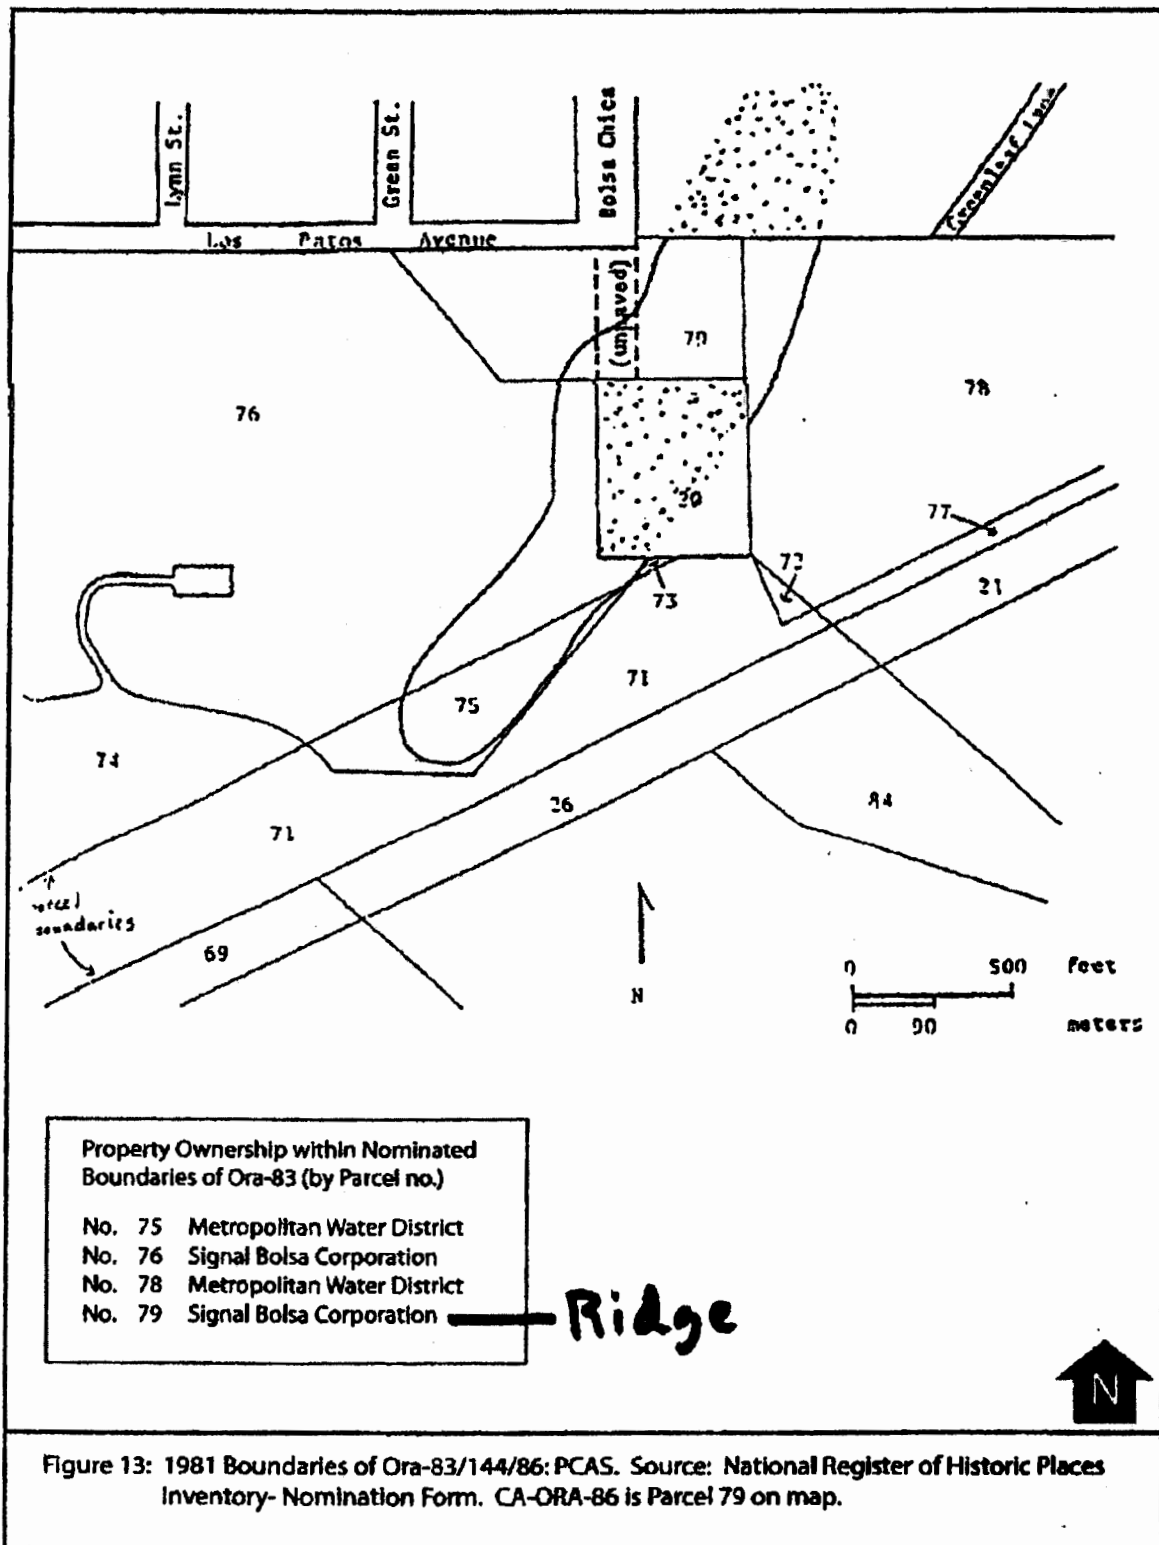 Lynn St.
Green St.
Bolsa Chica
Greenleaf Lane
Los Patos Avenue
(unpaved)
79
76
78
20
77
72
73
21
71
75
74
26
84
71
boundaries
69
N
0 500 feet
0 90 meters
Property Ownership within Nominated
Boundaries of Ora-83 (by Parcel no.)
No. 75 Metropolitan Water District
No. 76 Signal Bolsa Corporation
No. 78 Metropolitan Water District
No. 79 Signal Bolsa Corporation
Ridge
N
Figure 13: 1981 Boundaries of Ora-83/144/86: PCAS. Source: National Register of Historic Places
Inventory- Nomination Form. CA-ORA-86 is Parcel 79 on map.